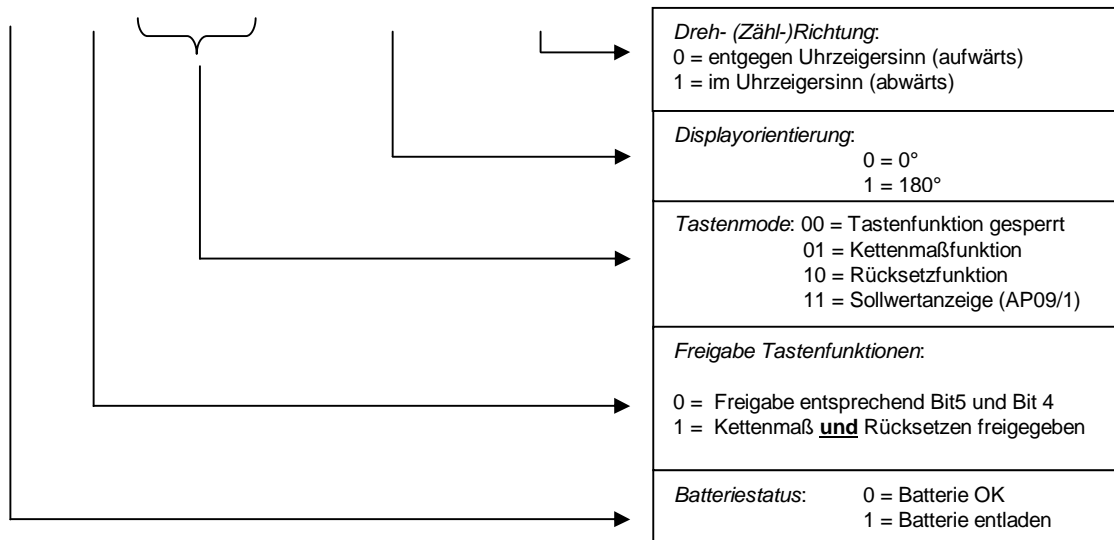 Dreh- (Zähl-)Richtung:
0 = entgegen Uhrzeigersinn (aufwärts)
1 = im Uhrzeigersinn (abwärts)
Displayorientierung:
0 = 0°
1 = 180°
Tastenmode: 00 = Tastenfunktion gesperrt
01 = Kettenmaßfunktion
10 = Rücksetzfunktion
11 = Sollwertanzeige (AP09/1)
Freigabe Tastenfunktionen:
0 = Freigabe entsprechend Bit5 und Bit 4
1 = Kettenmaß und Rücksetzen freigegeben
Batteriestatus: 0 = Batterie OK
1 = Batterie entladen